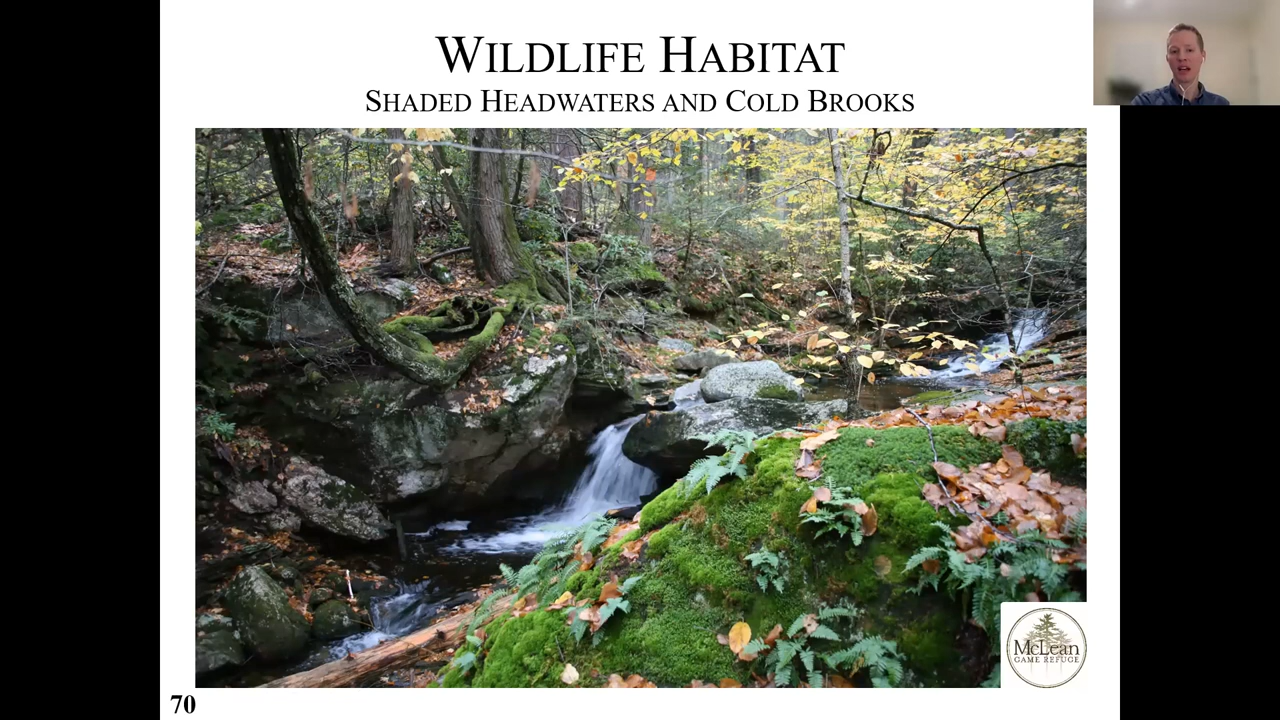 WILDLIFE HABITAT
SHADED HEADWATERS AND COLD BROOKS
McLean
GAME REFUGE
70